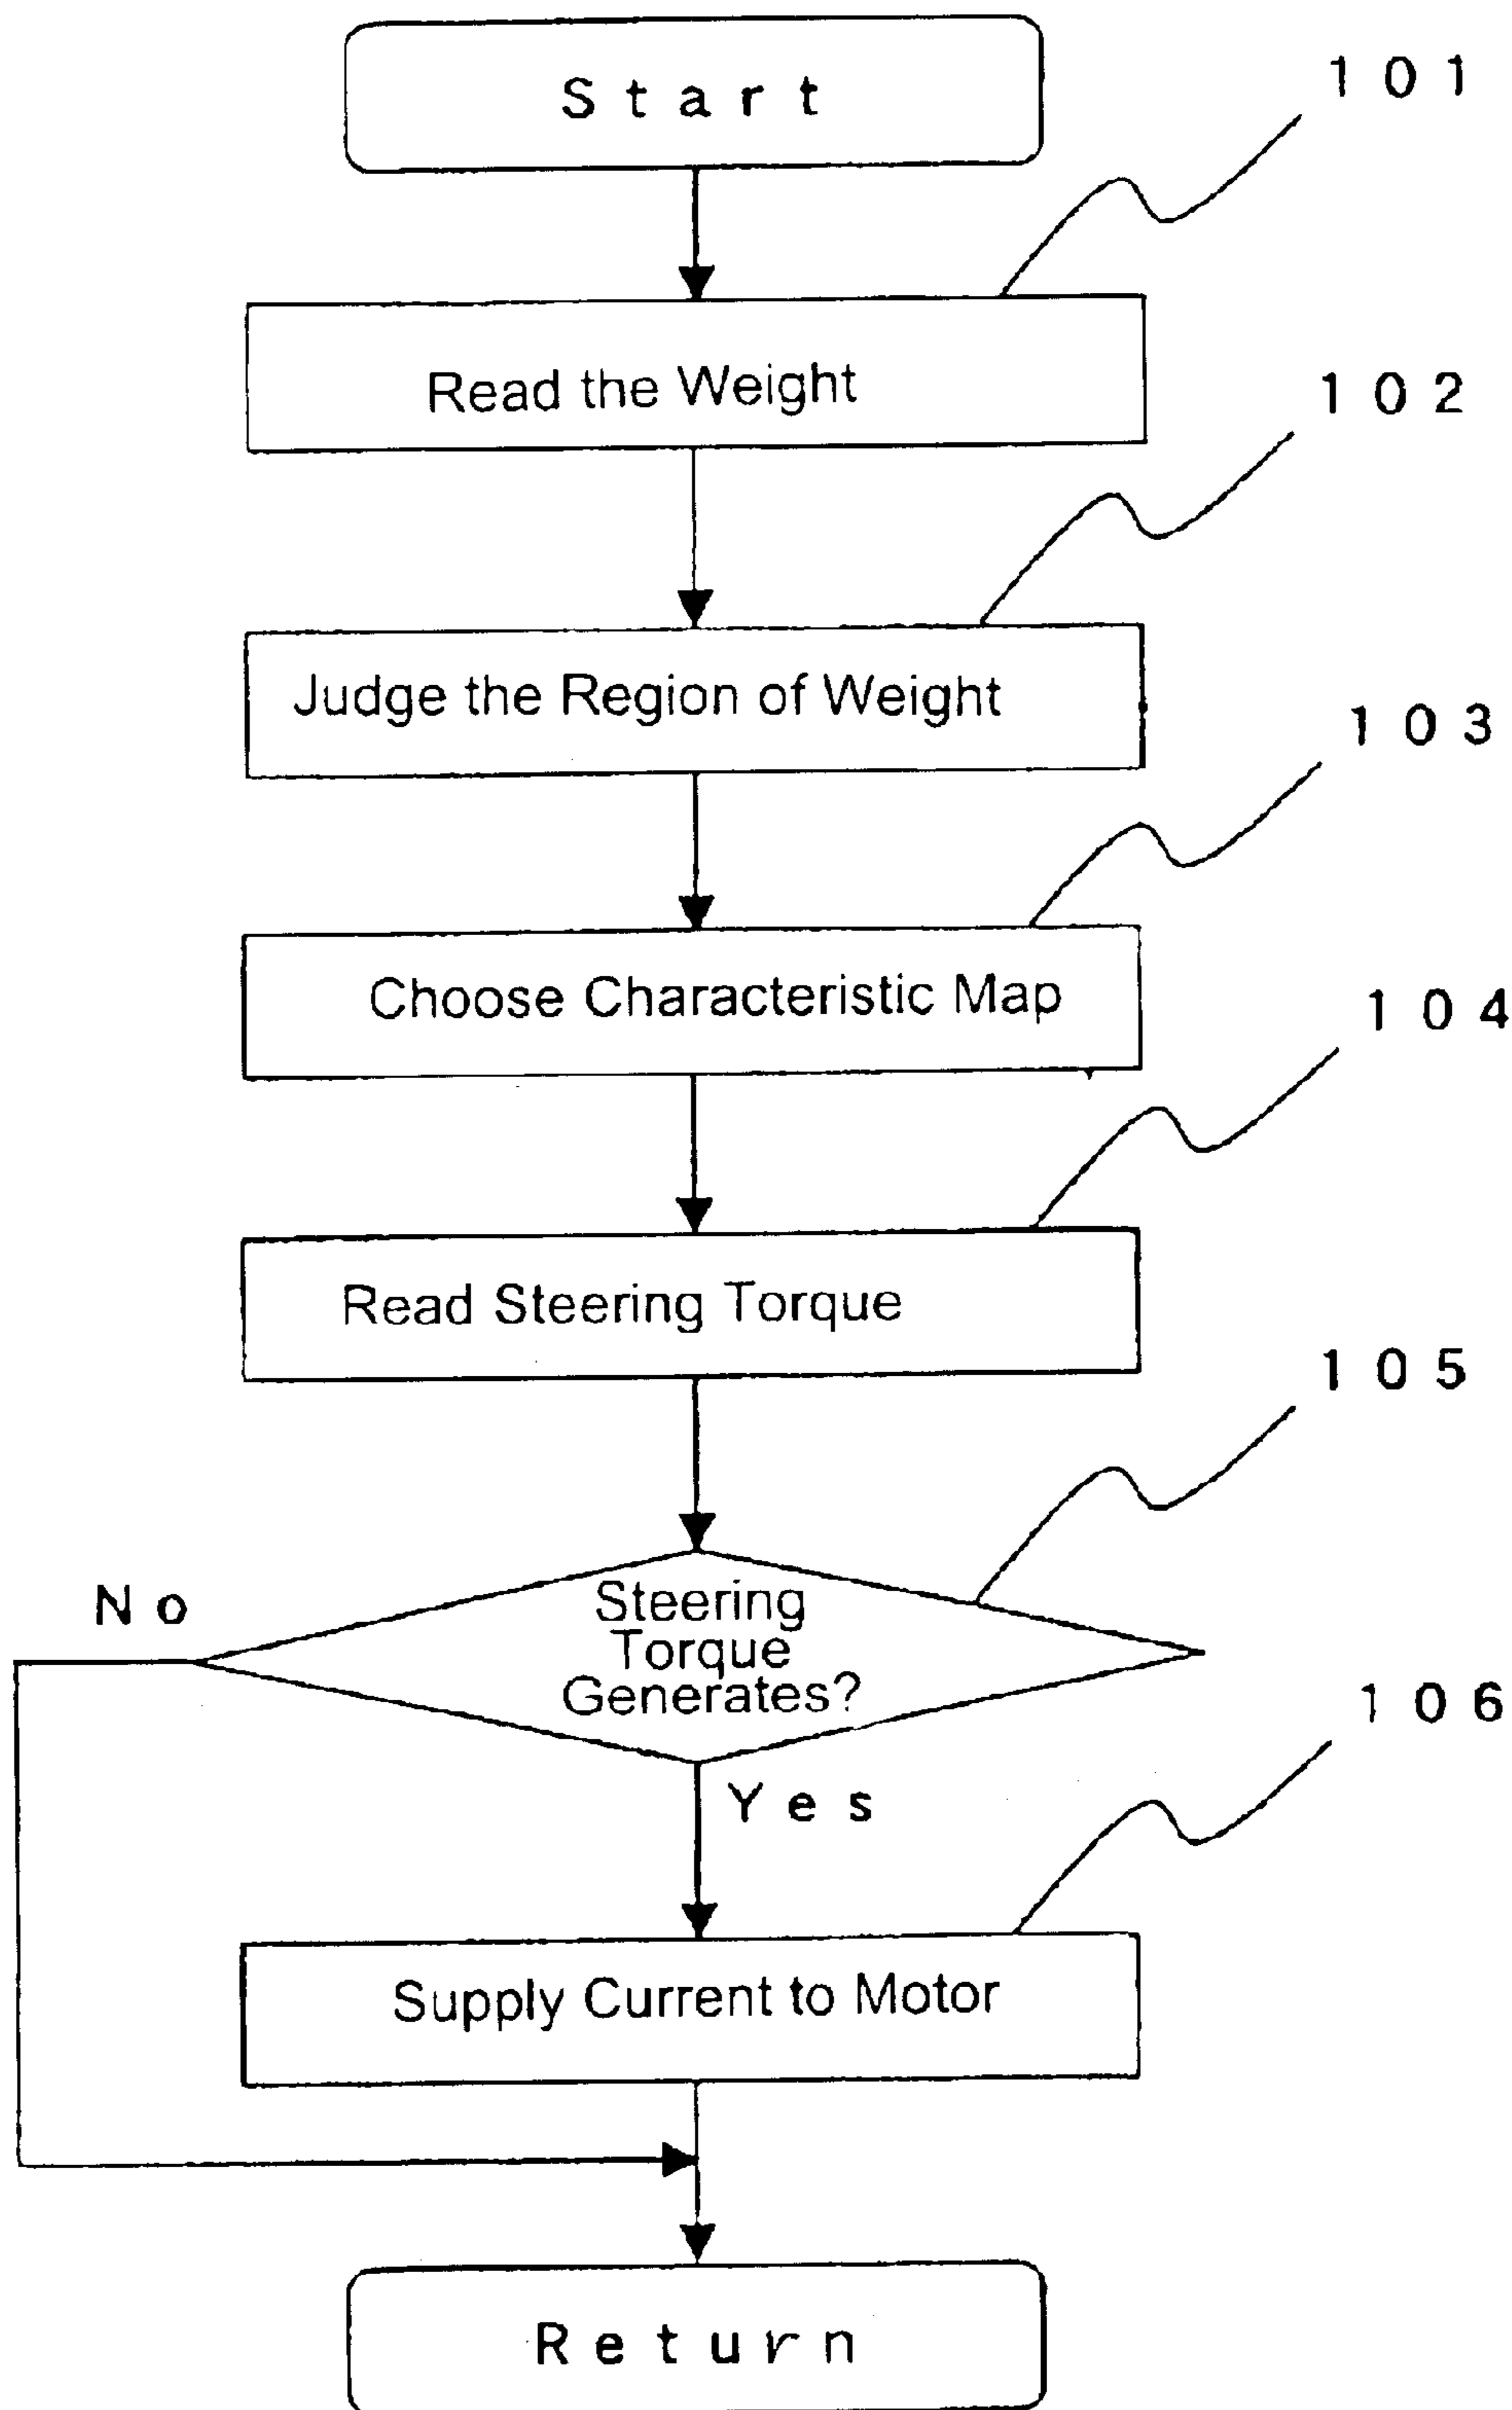 Start
101
Read the Weight
102
Judge the Region of Weight
103
Choose Characteristic Map
104
Read Steering Torque
105
No
Steering
Torque
Generates?
106
Yes
Supply Current to Motor
Return